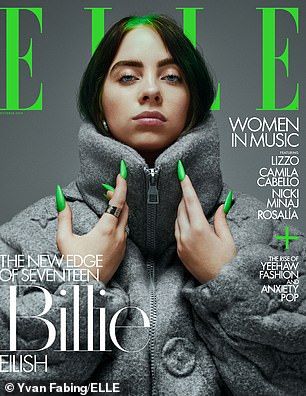 ELLE
WOMEN
IN MUSIC
FEATURING
LIZZO
CAMILA
CABELLO
NICKI
MINAJ
ROSALÍA
+
THE RISE OF
YEEHAW
FASHION
AND
ANXIETY
POP
THE NEW EDGE
OF SEVENTEEN
Billie
EILISH
© Yvan Fabing/ELLE